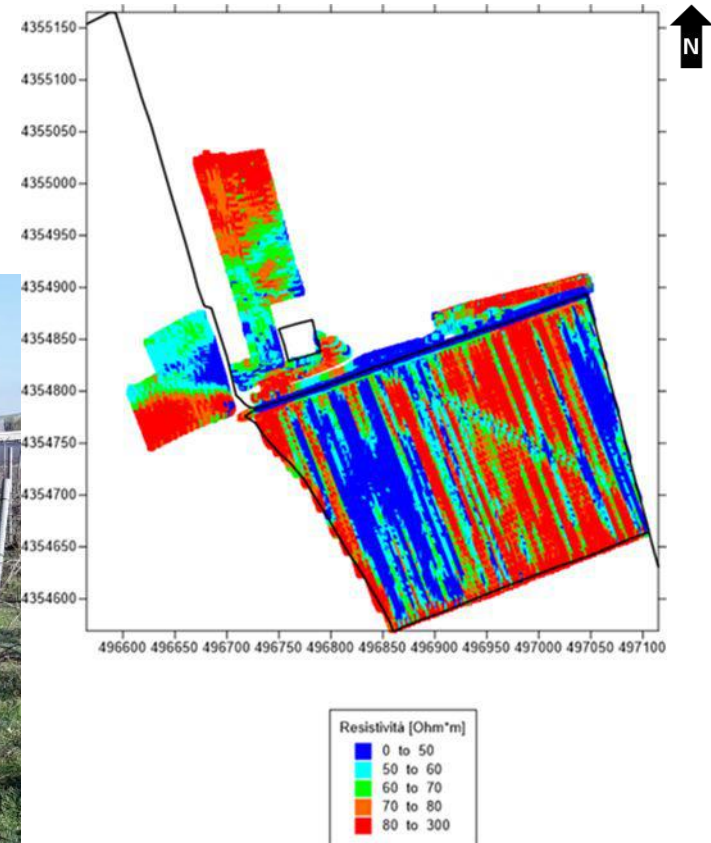 N
4355150
4355100
4355050
4355000
4354950
4354900
4354850
4354800
4354750
4354700
4354650
4354600
496600 496650 496700 496750 496800 496850 496900 496950 497000 497050 497100
Resistività [Ohm*m]
0 to 50
50 to 60
60 to 70
70 to 80
80 to 300